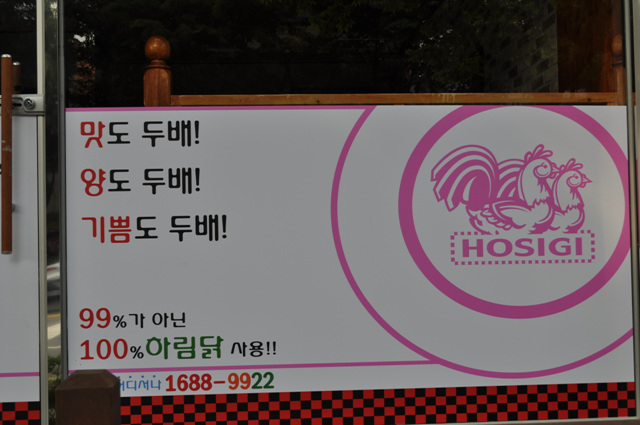 맛도 두배!
양도 두배!
기쁨도 두배!
HOSIGI
99%가 아닌
100%하림닭 사용!!
1688-9922